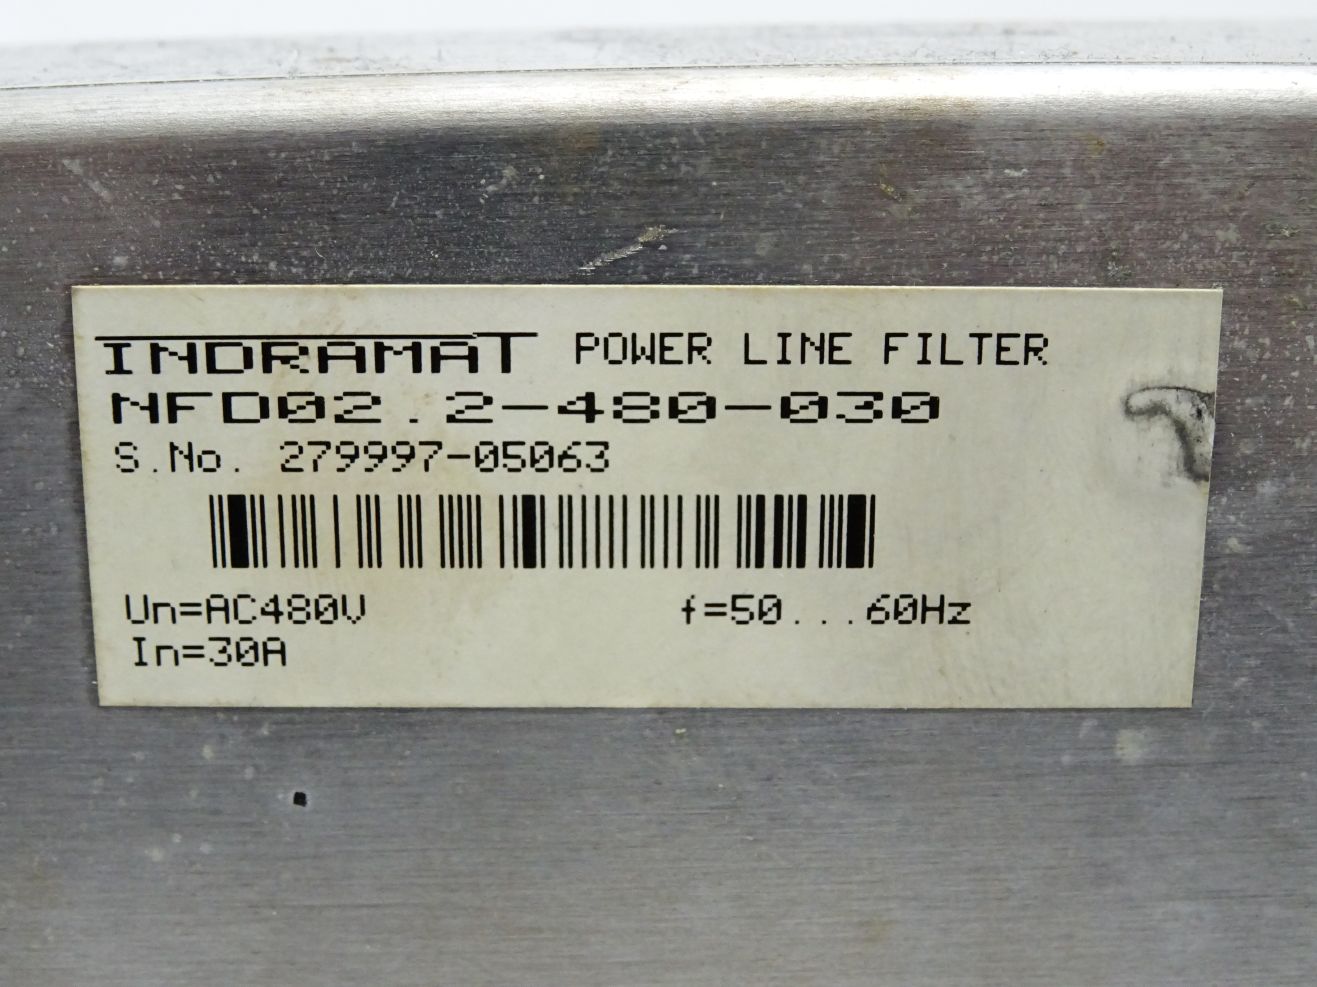 INDRAMAT POWER LINE FILTER
NFD02.2-480-030
S.No. 279997-05063
Un=AC480V f=50...60Hz
In=30A